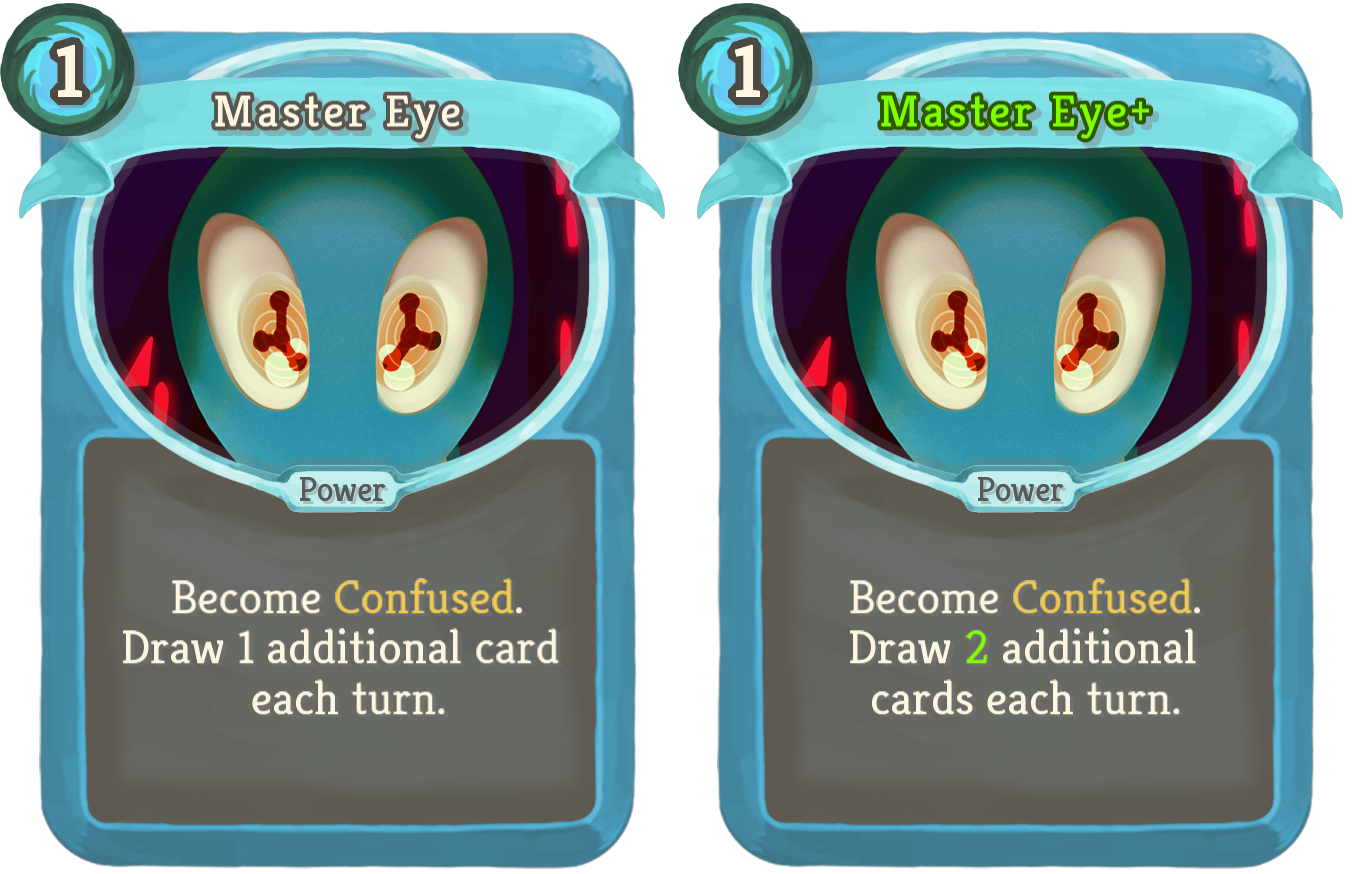 1
Master Eye
Power
Become Confused.
Draw 1 additional card
each turn.
1
Master Eye+
Power
Become Confused.
Draw 2 additional
cards each turn.